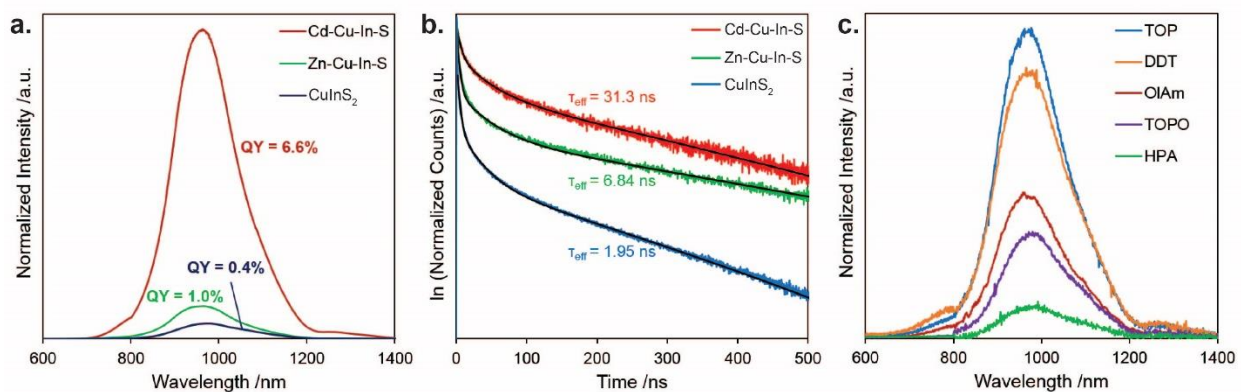 a.
Normalized Intensity /a.u.
Cd-Cu-In-S
Zn-Cu-In-S
CuInS₂
QY = 6.6%
QY = 0.4%
QY = 1.0%
600 800 1000 1200 1400
Wavelength /nm
b.
ln (Normalized Counts) /a.u.
Cd-Cu-In-S
Zn-Cu-In-S
CuInS₂
τeff = 31.3 ns
τeff = 6.84 ns
τeff = 1.95 ns
0 100 200 300 400 500
Time /ns
c.
Normalized Intensity /a.u.
TOP
DDT
OlAm
TOPO
HPA
600 800 1000 1200 1400
Wavelength /nm